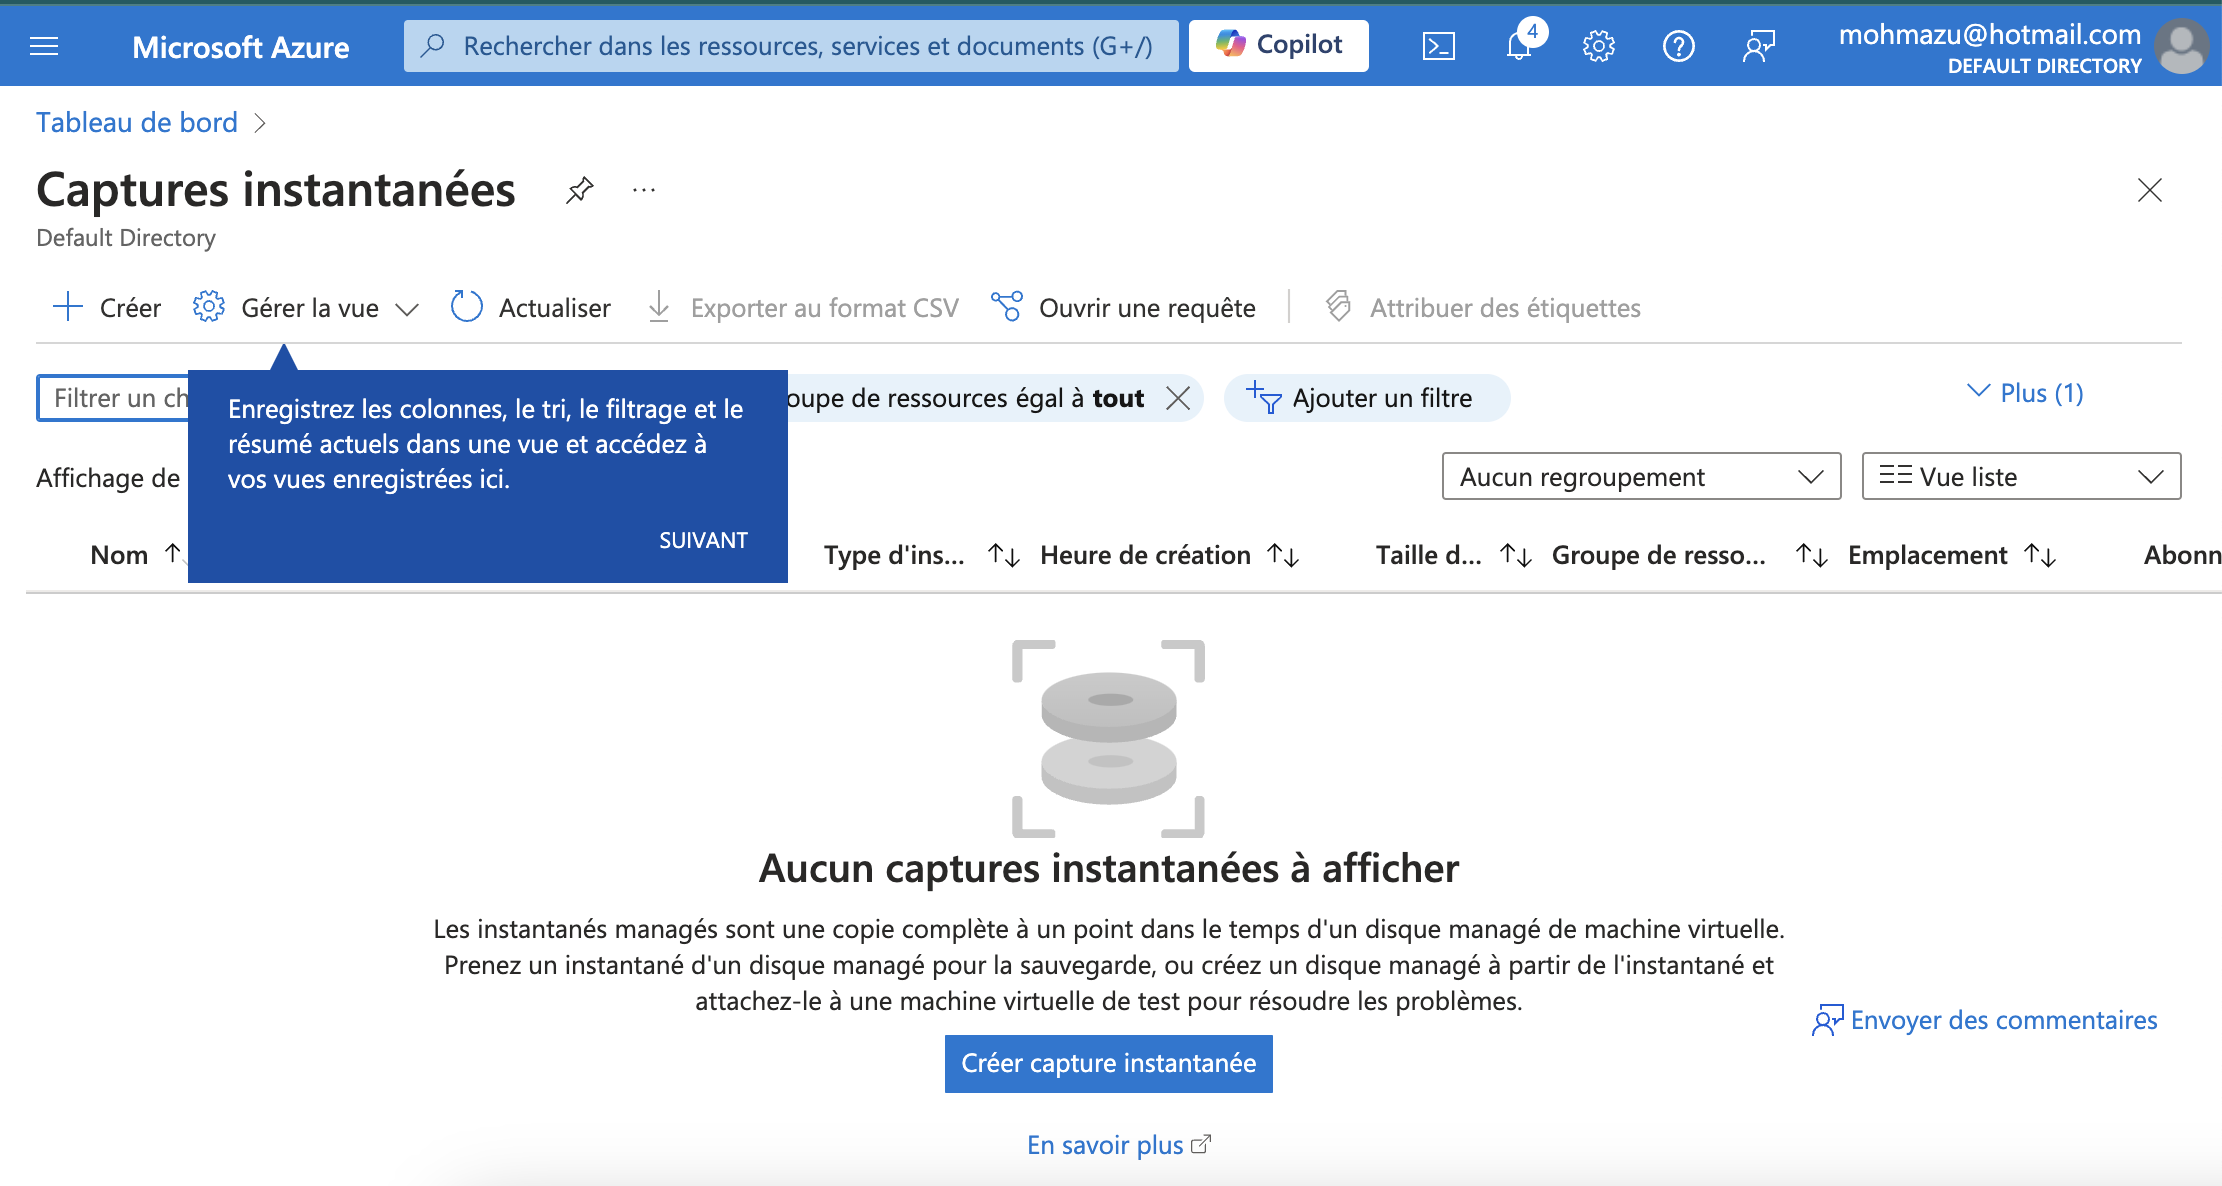 Microsoft Azure
Rechercher dans les ressources, services et documents (G+/)
Copilot
4
mohmazu@hotmail.com
DEFAULT DIRECTORY
Tableau de bord
Captures instantanées
Default Directory
Créer
Gérer la vue
Actualiser
Exporter au format CSV
Ouvrir une requête
Attribuer des étiquettes
Filtrer un ch
Enregistrez les colonnes, le tri, le filtrage et le
résumé actuels dans une vue et accédez à
vos vues enregistrées ici.
SUIVANT
oupe de ressources égal à tout
Ajouter un filtre
Plus (1)
Affichage de
Aucun regroupement
Vue liste
Nom
Type d'ins...
Heure de création
Taille d...
Groupe de resso...
Emplacement
Abonn
Aucun captures instantanées à afficher
Les instantanés managés sont une copie complète à un point dans le temps d'un disque managé de machine virtuelle.
Prenez un instantané d'un disque managé pour la sauvegarde, ou créez un disque managé à partir de l'instantané et
attachez-le à une machine virtuelle de test pour résoudre les problèmes.
Envoyer des commentaires
Créer capture instantanée
En savoir plus